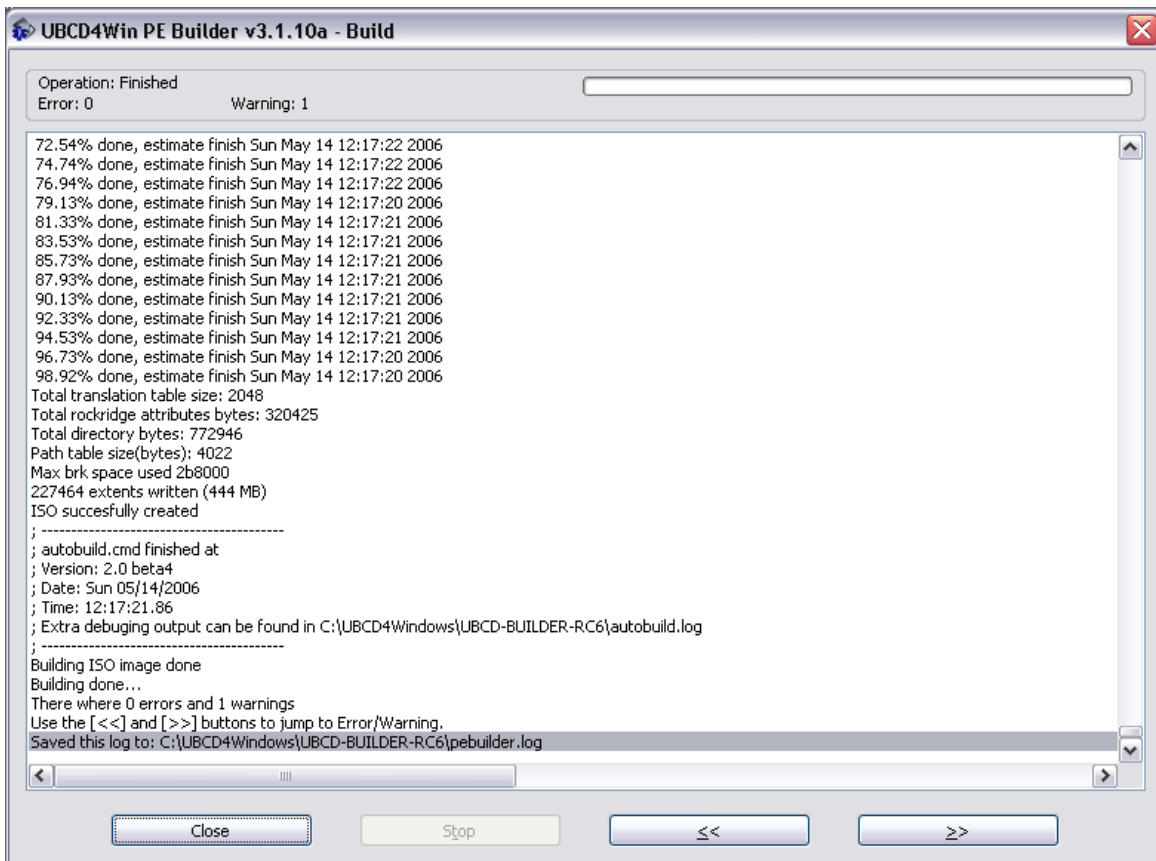 UBCD4Win PE Builder v3.1.10a - Build
Operation: Finished
Error: 0 Warning: 1
72.54% done, estimate finish Sun May 14 12:17:22 2006
74.74% done, estimate finish Sun May 14 12:17:22 2006
76.94% done, estimate finish Sun May 14 12:17:22 2006
79.13% done, estimate finish Sun May 14 12:17:20 2006
81.33% done, estimate finish Sun May 14 12:17:21 2006
83.53% done, estimate finish Sun May 14 12:17:21 2006
85.73% done, estimate finish Sun May 14 12:17:21 2006
87.93% done, estimate finish Sun May 14 12:17:21 2006
90.13% done, estimate finish Sun May 14 12:17:21 2006
92.33% done, estimate finish Sun May 14 12:17:21 2006
94.53% done, estimate finish Sun May 14 12:17:21 2006
96.73% done, estimate finish Sun May 14 12:17:20 2006
98.92% done, estimate finish Sun May 14 12:17:20 2006
Total translation table size: 2048
Total rockridge attributes bytes: 320425
Total directory bytes: 772946
Path table size(bytes): 4022
Max brk space used 2b8000
227464 extents written (444 MB)
ISO succesfully created
; -----------------------------------------
; autobuild.cmd finished at
; Version: 2.0 beta4
; Date: Sun 05/14/2006
; Time: 12:17:21.86
; Extra debuging output can be found in C:\UBCD4Windows\UBCD-BUILDER-RC6\autobuild.log
; -----------------------------------------
Building ISO image done
Building done...
There where 0 errors and 1 warnings
Use the [<<] and [>>] buttons to jump to Error/Warning.
Saved this log to: C:\UBCD4Windows\UBCD-BUILDER-RC6\pebuilder.log
Close Stop << >>